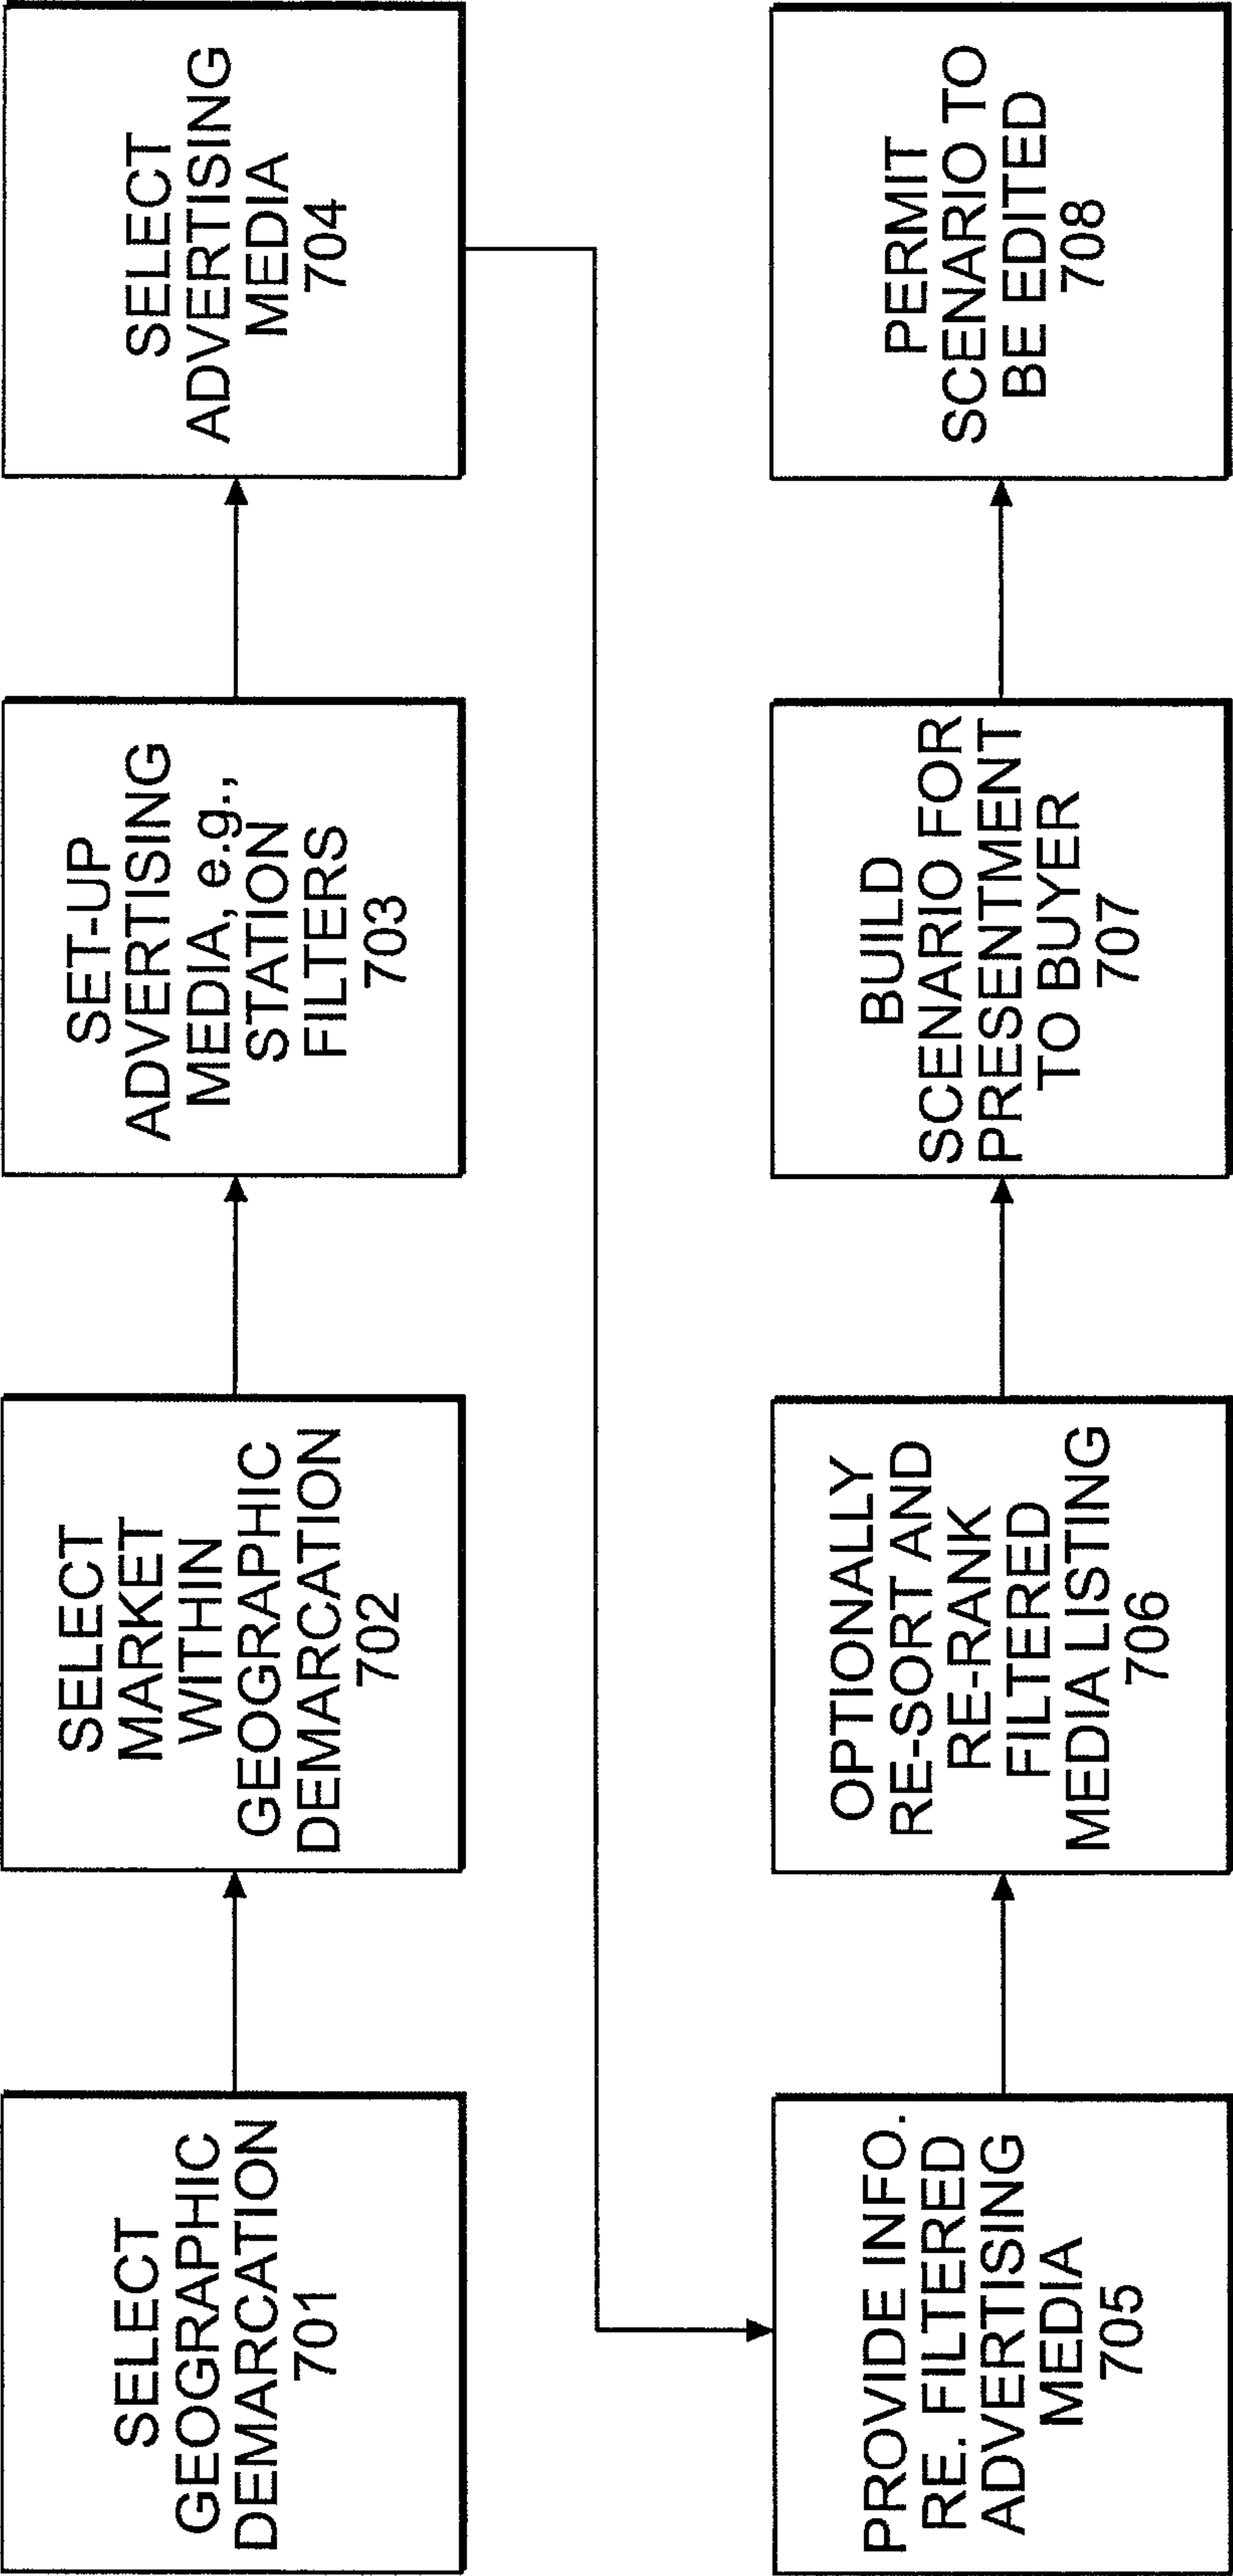 SELECT
GEOGRAPHIC
DEMARCATION
701
SELECT
MARKET
WITHIN
GEOGRAPHIC
DEMARCATION
702
SET-UP
ADVERTISING
MEDIA, e.g.,
STATION
FILTERS
703
SELECT
ADVERTISING
MEDIA
704
PROVIDE INFO.
RE. FILTERED
ADVERTISING
MEDIA
705
OPTIONALLY
RE-SORT AND
RE-RANK
FILTERED
MEDIA LISTING
706
BUILD
SCENARIO FOR
PRESENTMENT
TO BUYER
707
PERMIT
SCENARIO TO
BE EDITED
708